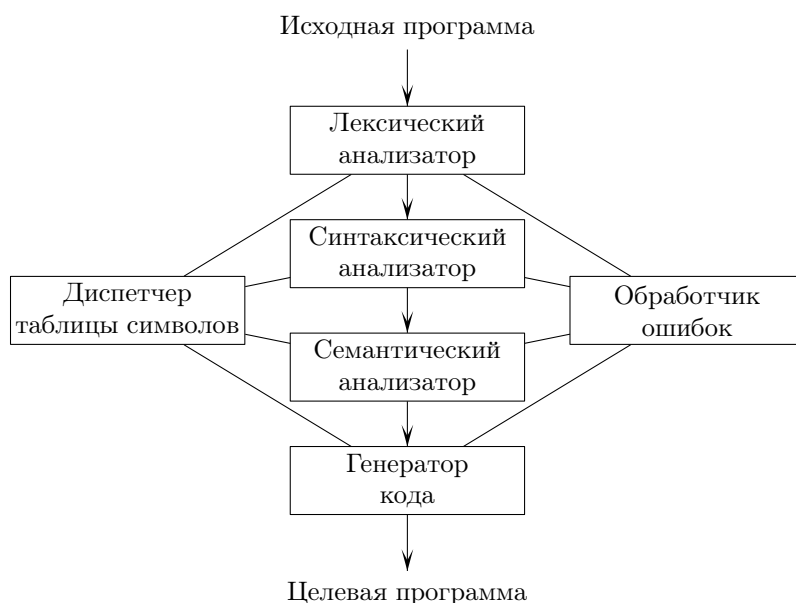 Исходная программа
Лексический
анализатор
Синтаксический
анализатор
Диспетчер
таблицы символов
Обработчик
ошибок
Семантический
анализатор
Генератор
кода
Целевая программа